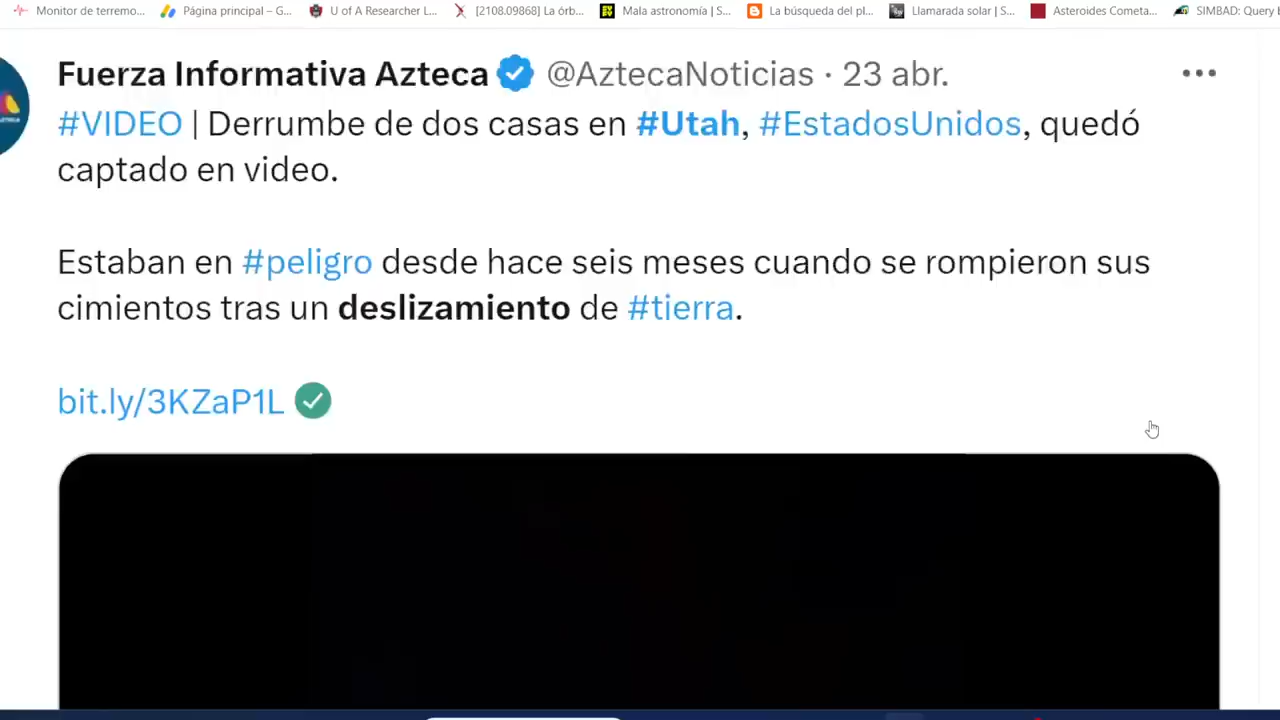 Monitor de terremo... Página principal – G... U of A Researcher L... [2108.09868] La órb... Mala astronomía | S... La búsqueda del pl... Llamarada solar | S... Asteroides Cometa... SIMBAD: Query b
Fuerza Informativa Azteca @AztecaNoticias · 23 abr.
#VIDEO | Derrumbe de dos casas en #Utah, #EstadosUnidos, quedó
captado en video.
Estaban en #peligro desde hace seis meses cuando se rompieron sus
cimientos tras un deslizamiento de #tierra.
bit.ly/3KZaP1L